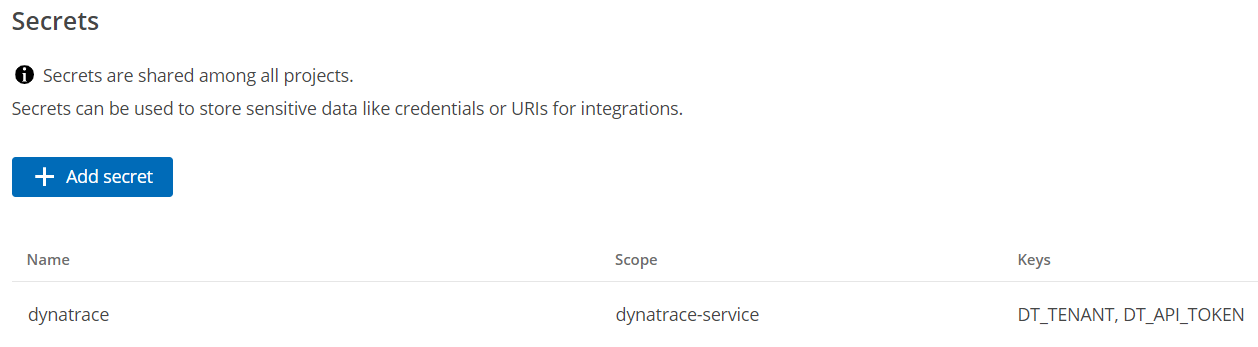 Secrets
Secrets are shared among all projects.
Secrets can be used to store sensitive data like credentials or URIs for integrations.
Add secret
Name Scope Keys
dynatrace dynatrace-service DT_TENANT, DT_API_TOKEN